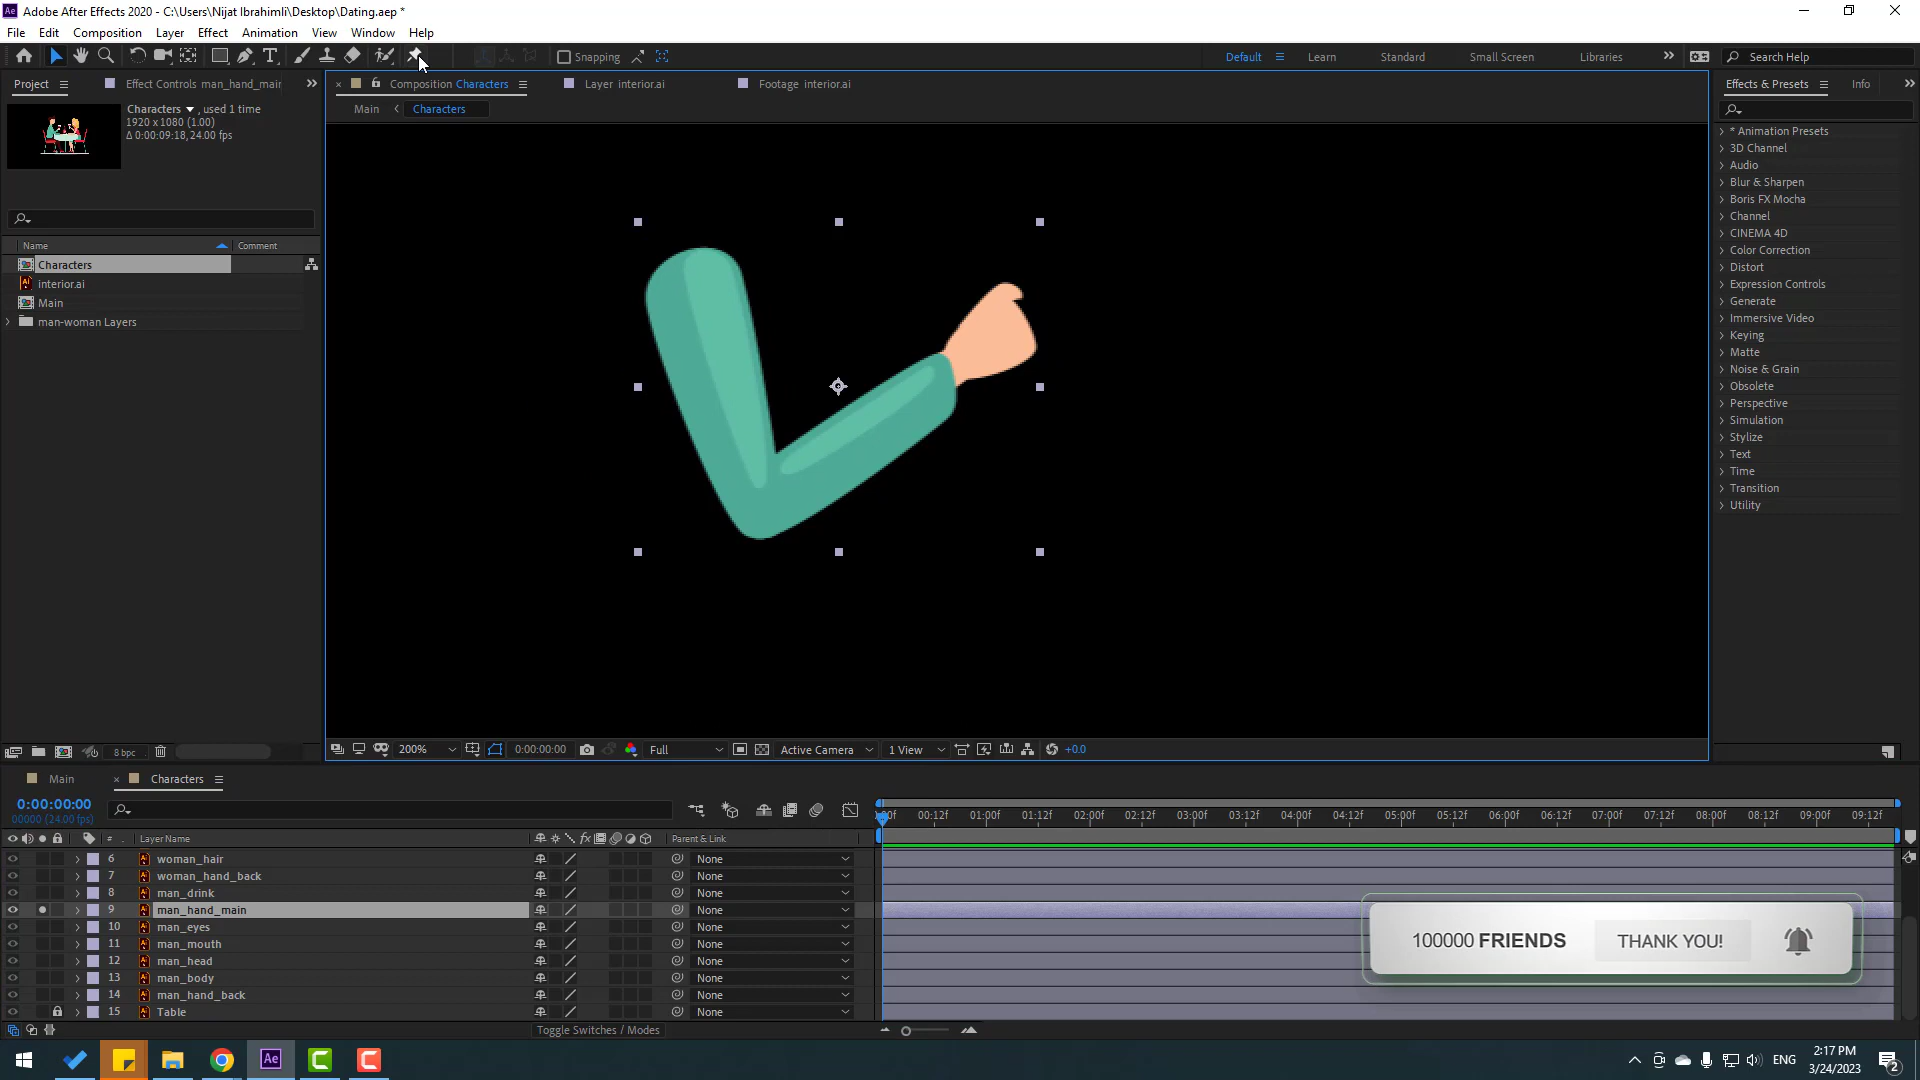 Adobe After Effects 2020 - C:\Users\Nijat Ibrahimli\Desktop\Dating.aep *
File Edit Composition Layer Effect Animation View Window Help
Snapping
Default Learn Standard Small Screen Libraries Search Help
Project Effect Controls man_hand_mair
Composition Characters Layer interior.ai Footage interior.ai
Effects & Presets Info
Main Characters
Characters , used 1 time
1920 x 1080 (1.00)
Δ 0:00:09:18, 24.00 fps
Name Comment
Characters
interior.ai
Main
man-woman Layers
* Animation Presets
3D Channel
Audio
Blur & Sharpen
Boris FX Mocha
Channel
CINEMA 4D
Color Correction
Distort
Expression Controls
Generate
Immersive Video
Keying
Matte
Noise & Grain
Obsolete
Perspective
Simulation
Stylize
Text
Time
Transition
Utility
8 bpc
200% 0:00:00:00 Full Active Camera 1 View +0.0
Main Characters
0:00:00:00
00000 (24.00 fps)
00f 00:12f 01:00f 01:12f 02:00f 02:12f 03:00f 03:12f 04:00f 04:12f 05:00f 05:12f 06:00f 06:12f 07:00f 07:12f 08:00f 08:12f 09:00f 09:12f
# Layer Name Parent & Link
6 woman_hair None
7 woman_hand_back None
8 man_drink None
9 man_hand_main None
10 man_eyes None
11 man_mouth None
12 man_head None
13 man_body None
14 man_hand_back None
15 Table None
100000 FRIENDS THANK YOU!
Toggle Switches / Modes
ENG
2:17 PM
3/24/2023
2